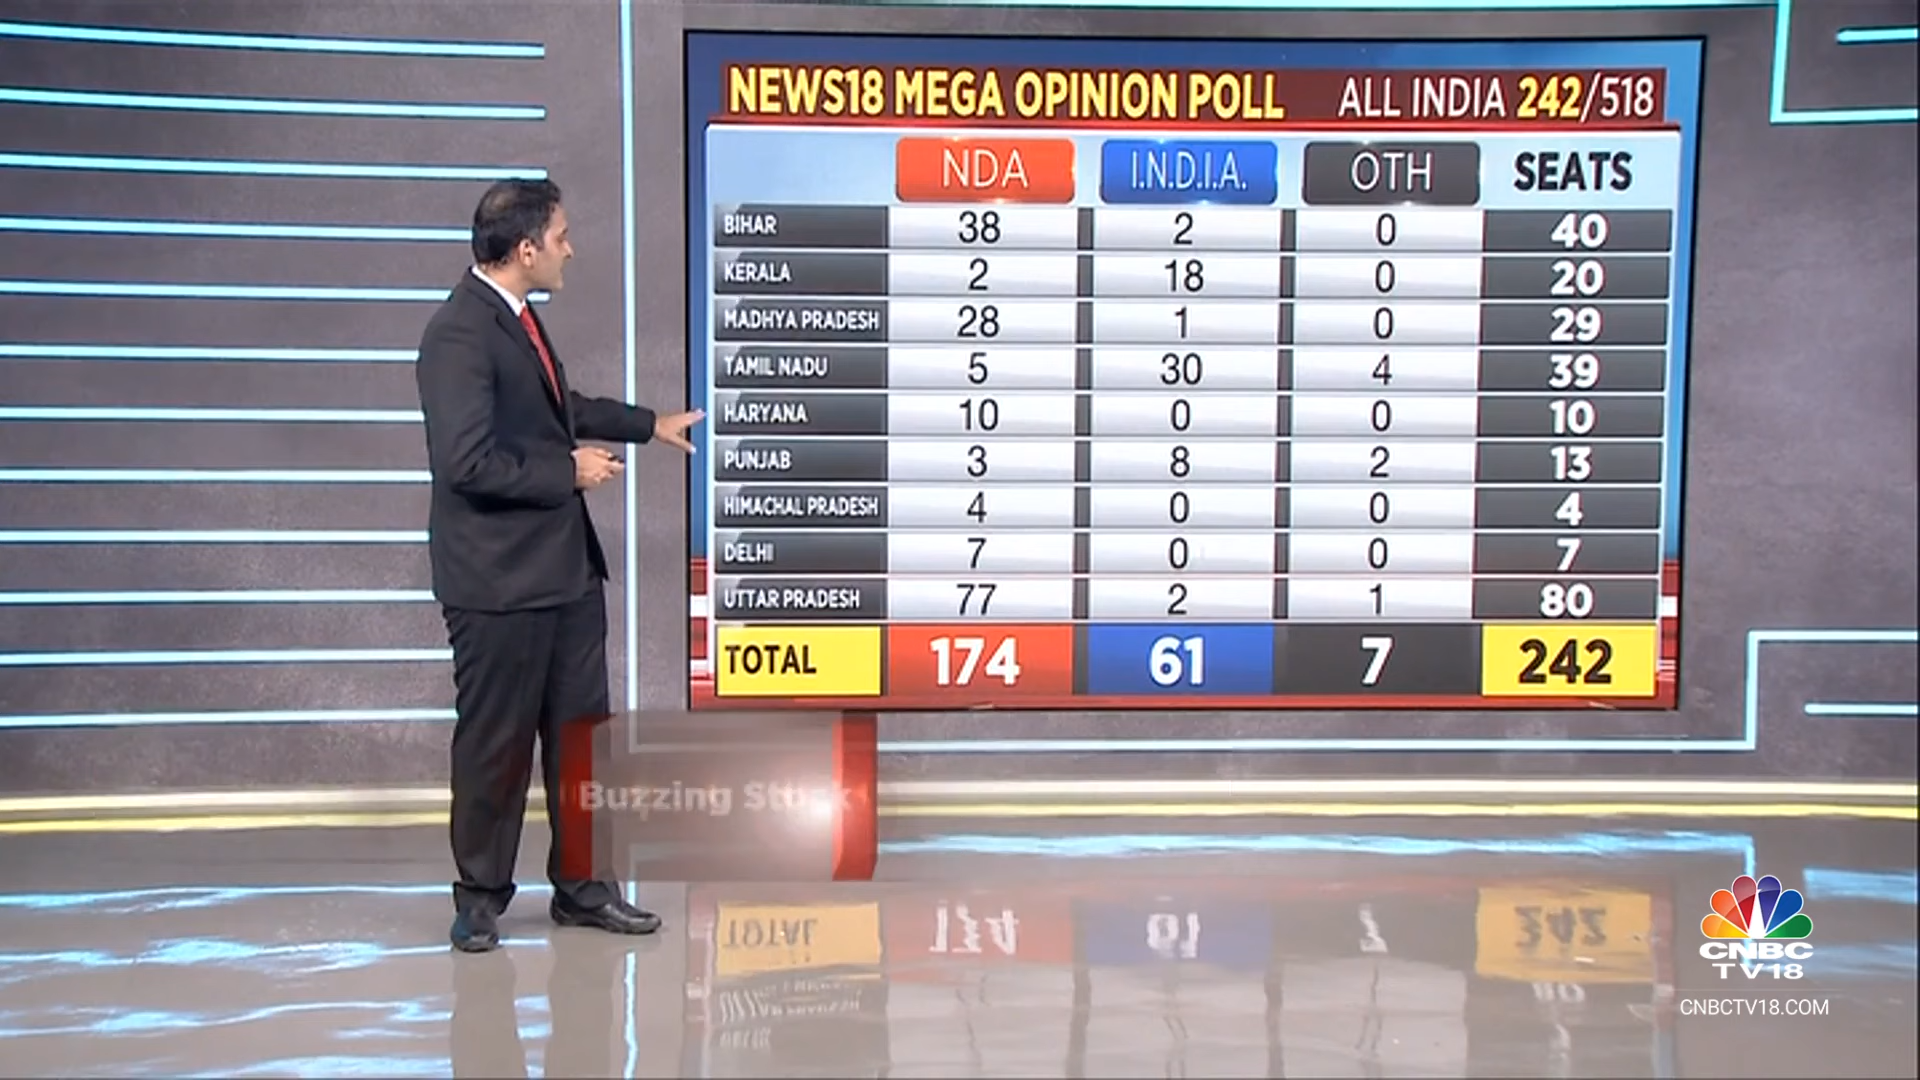 NEWS18 MEGA OPINION POLL ALL INDIA 242/518
NDA I.N.D.I.A. OTH SEATS
BIHAR 38 2 0 40
KERALA 2 18 0 20
MADHYA PRADESH 28 1 0 29
TAMIL NADU 5 30 4 39
HARYANA 10 0 0 10
PUNJAB 3 8 2 13
HIMACHAL PRADESH 4 0 0 4
DELHI 7 0 0 7
UTTAR PRADESH 77 2 1 80
TOTAL 174 61 7 242
Buzzing
CNBC
TV18
CNBCTV18.COM